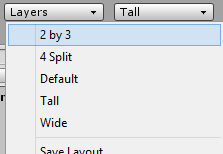 Layers Tall
2 by 3
4 Split
Default
Tall
Wide
Save Layout